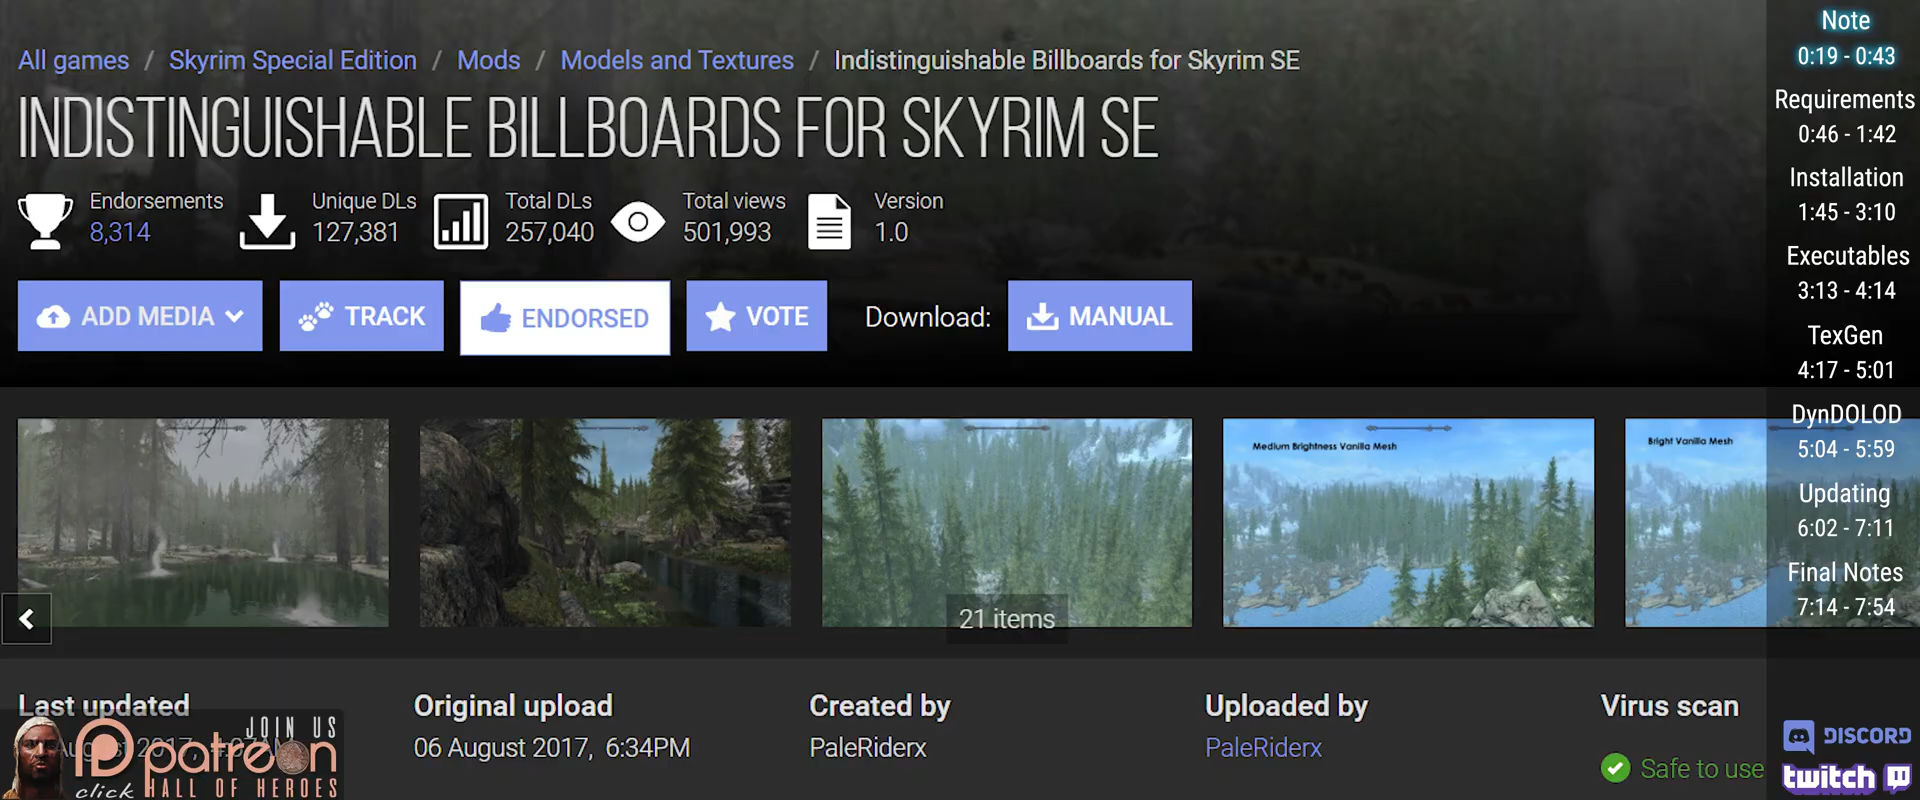 All games / Skyrim Special Edition / Mods / Models and Textures / Indistinguishable Billboards for Skyrim SE
INDISTINGUISHABLE BILLBOARDS FOR SKYRIM SE
Endorsements
8,314
Unique DLs
127,381
Total DLs
257,040
Total views
501,993
Version
1.0
ADD MEDIA
TRACK
ENDORSED
VOTE
Download:
MANUAL
Medium Brightness Vanilla Mesh
Bright Vanilla Mesh
21 items
Last updated
August 2017,
Original upload
06 August 2017, 6:34PM
Created by
PaleRiderx
Uploaded by
PaleRiderx
Virus scan
Safe to use
JOIN US
patreon
click HALL OF HEROES
Note
0:19 - 0:43
Requirements
0:46 - 1:42
Installation
1:45 - 3:10
Executables
3:13 - 4:14
TexGen
4:17 - 5:01
DynDOLOD
5:04 - 5:59
Updating
6:02 - 7:11
Final Notes
7:14 - 7:54
DISCORD
twitch